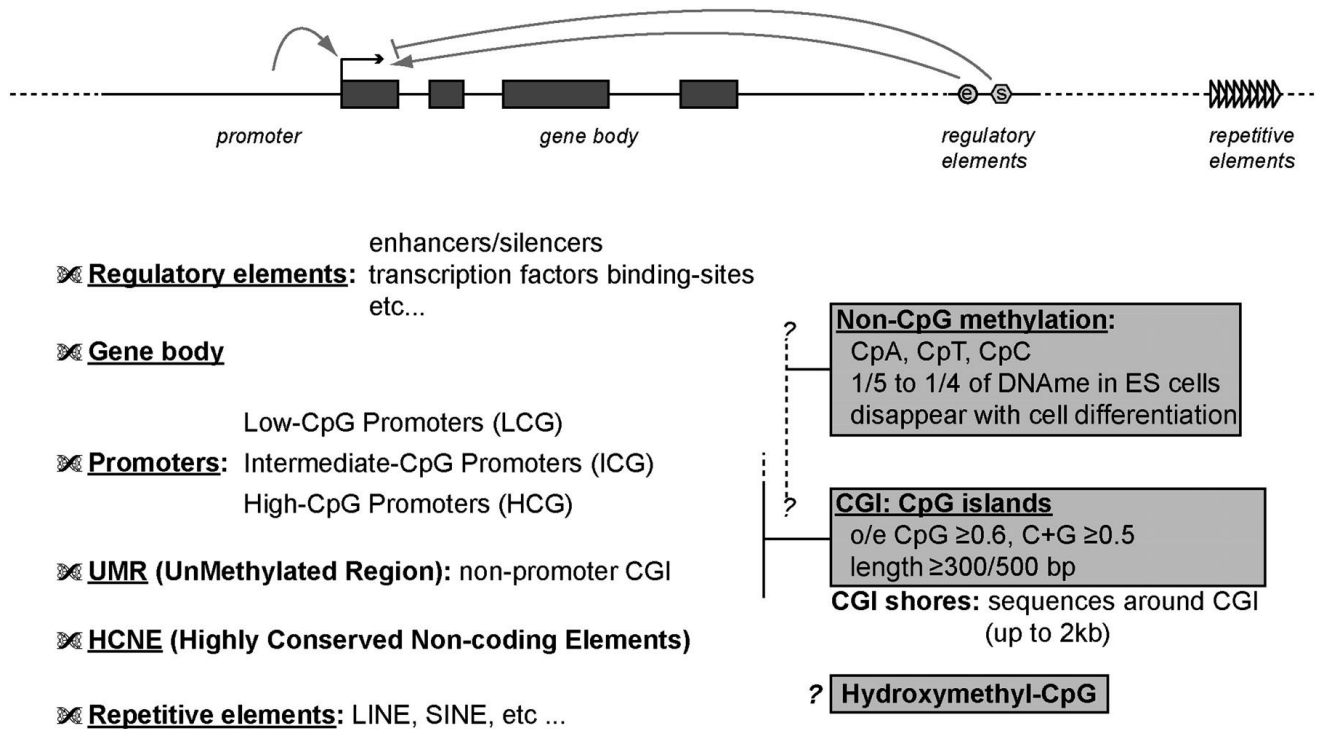 e s
promoter
gene body
regulatory
elements
repetitive
elements
enhancers/silencers
Regulatory elements: transcription factors binding-sites
etc...
Gene body
Low-CpG Promoters (LCG)
Promoters: Intermediate-CpG Promoters (ICG)
High-CpG Promoters (HCG)
UMR (UnMethylated Region): non-promoter CGI
HCNE (Highly Conserved Non-coding Elements)
Repetitive elements: LINE, SINE, etc ...
?
Non-CpG methylation:
CpA, CpT, CpC
1/5 to 1/4 of DNAme in ES cells
disappear with cell differentiation
?
CGI: CpG islands
o/e CpG ≥0.6, C+G ≥0.5
length ≥300/500 bp
CGI shores: sequences around CGI
(up to 2kb)
? Hydroxymethyl-CpG